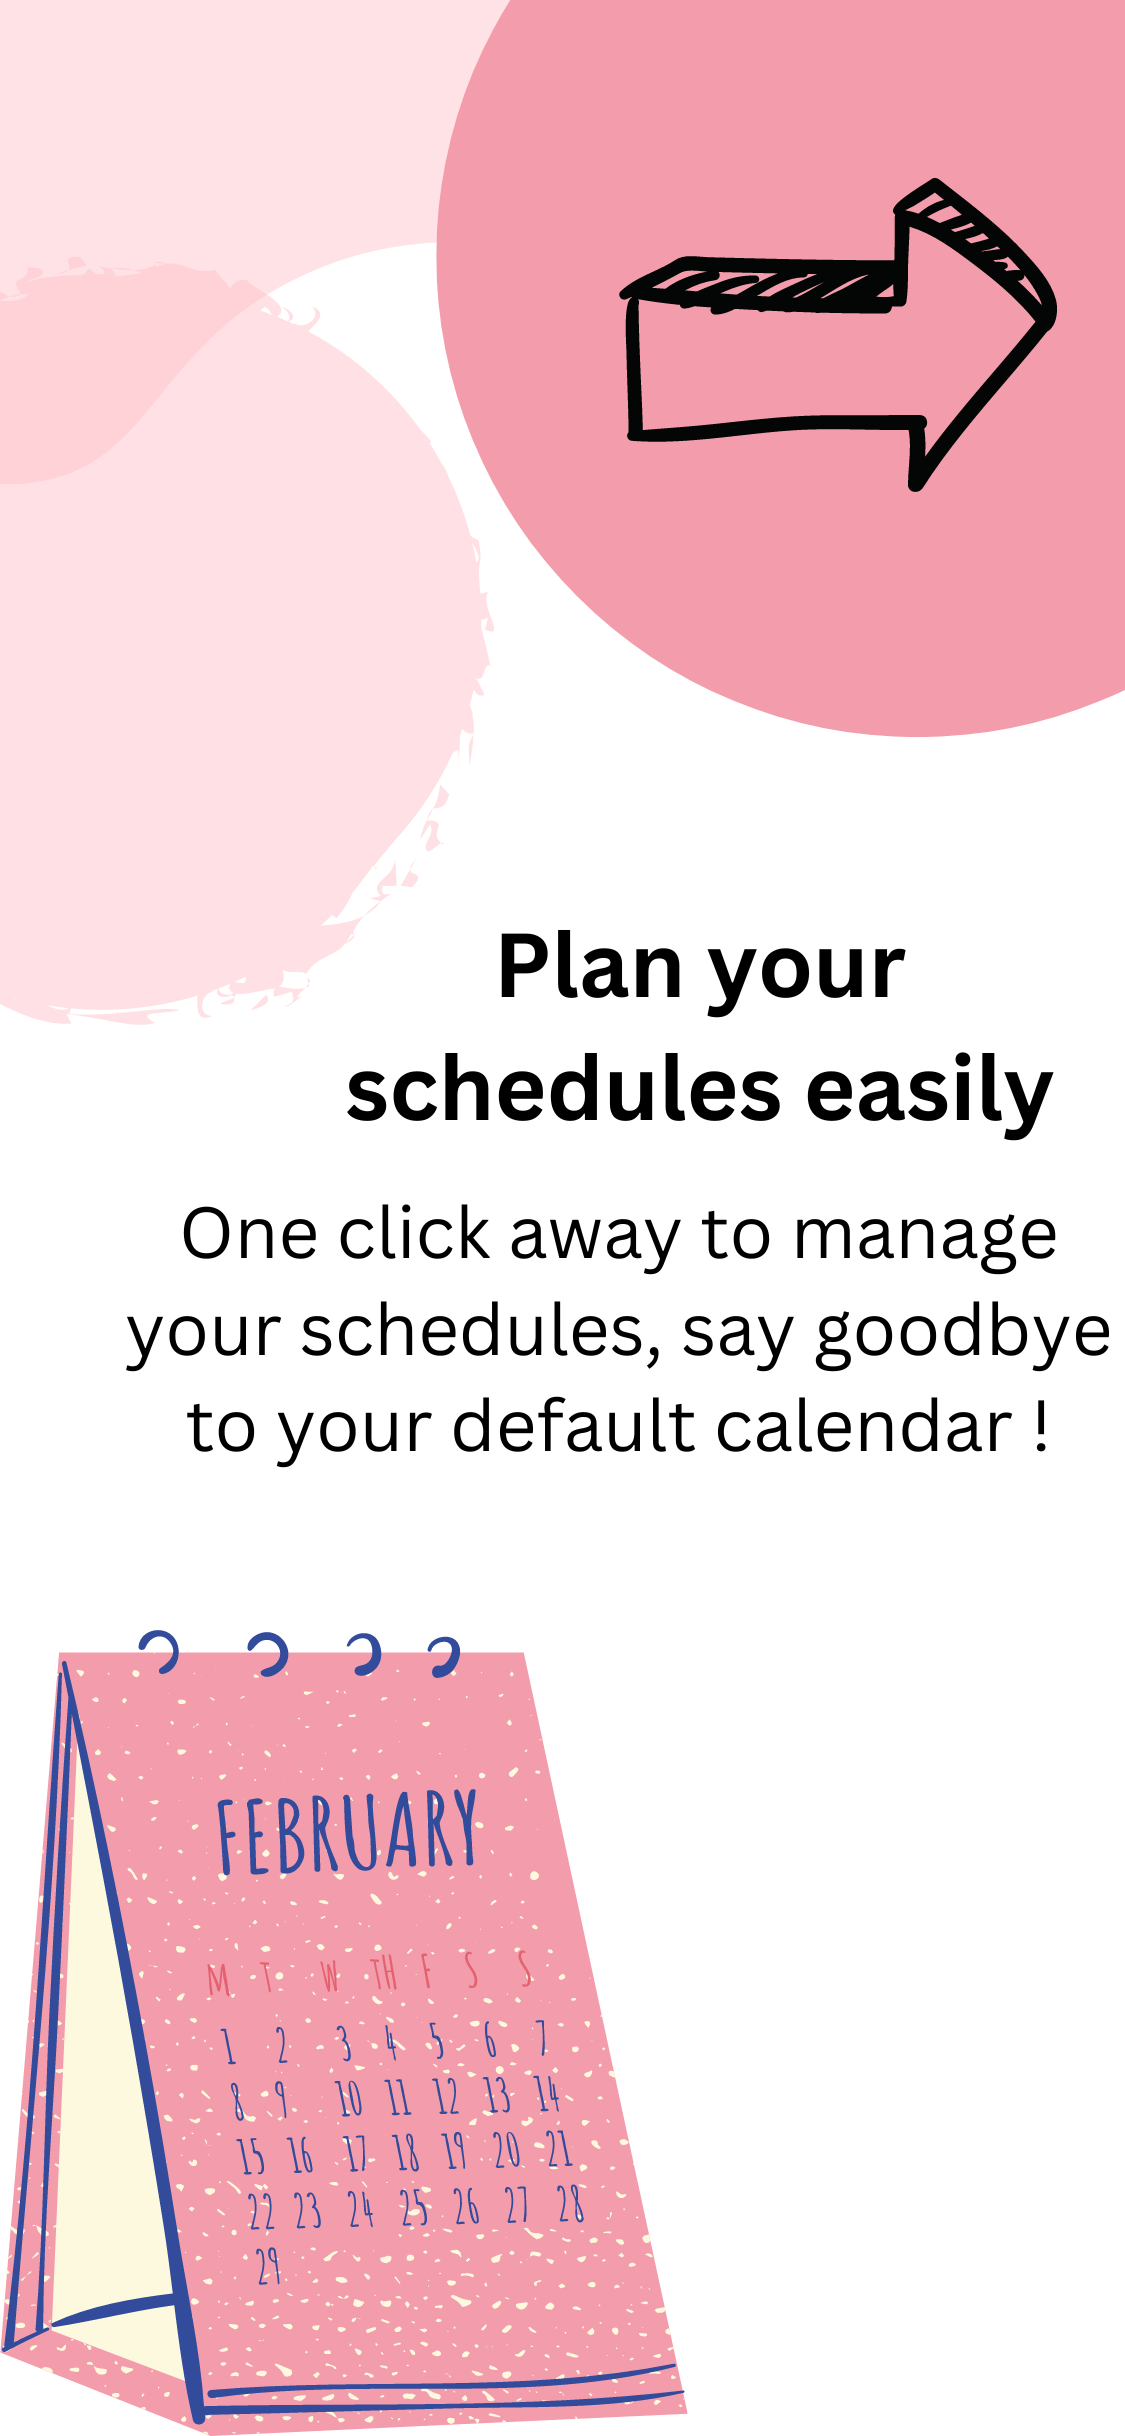 Plan your
schedules easily
One click away to manage
your schedules, say goodbye
to your default calendar !
FEBRUARY
M T W TH F S S
1 2 3 4 5 6 7
8 9 10 11 12 13 14
15 16 17 18 19 20 21
22 23 24 25 26 27 28
29